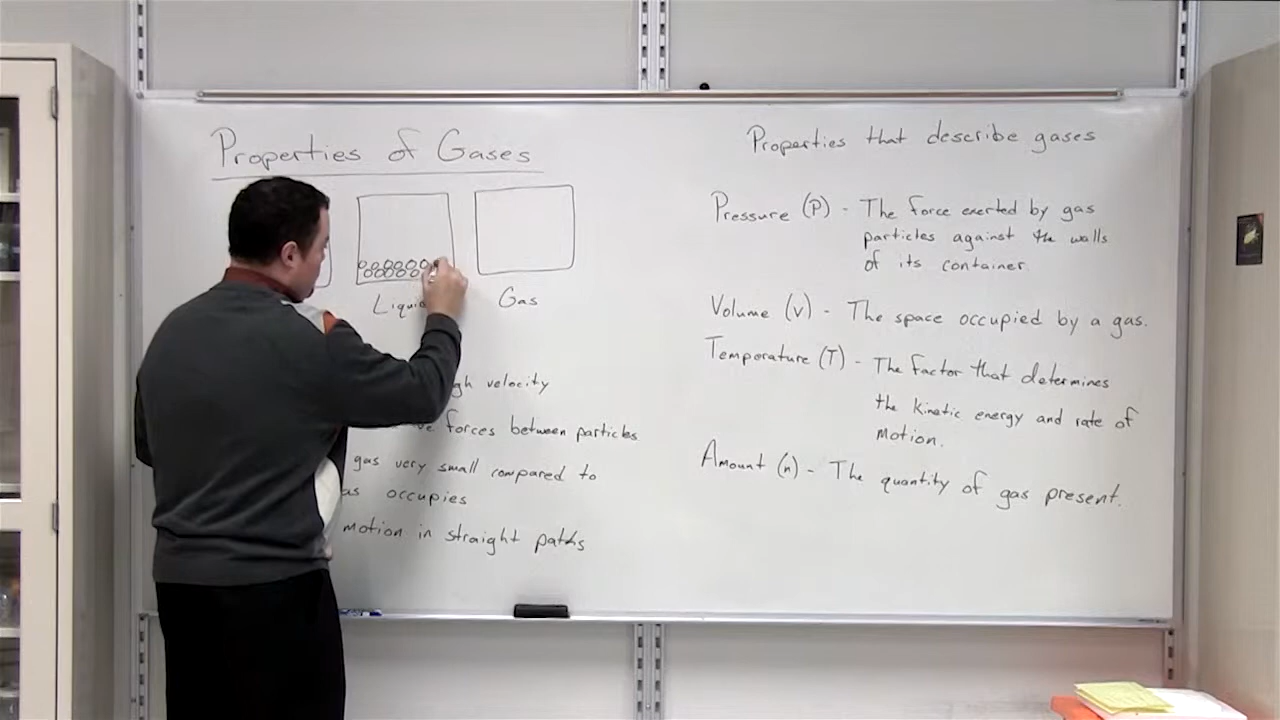 Properties of Gases
Gas
velocity
forces between particles
gas very small compared to
occupies
motion in straight paths
Properties that describe gases
Pressure (P) - The force exerted by gas
particles against the walls
of its container.
Volume (V) - The space occupied by a gas.
Temperature (T) - The factor that determines
the kinetic energy and rate of
motion.
Amount (n) - The quantity of gas present.